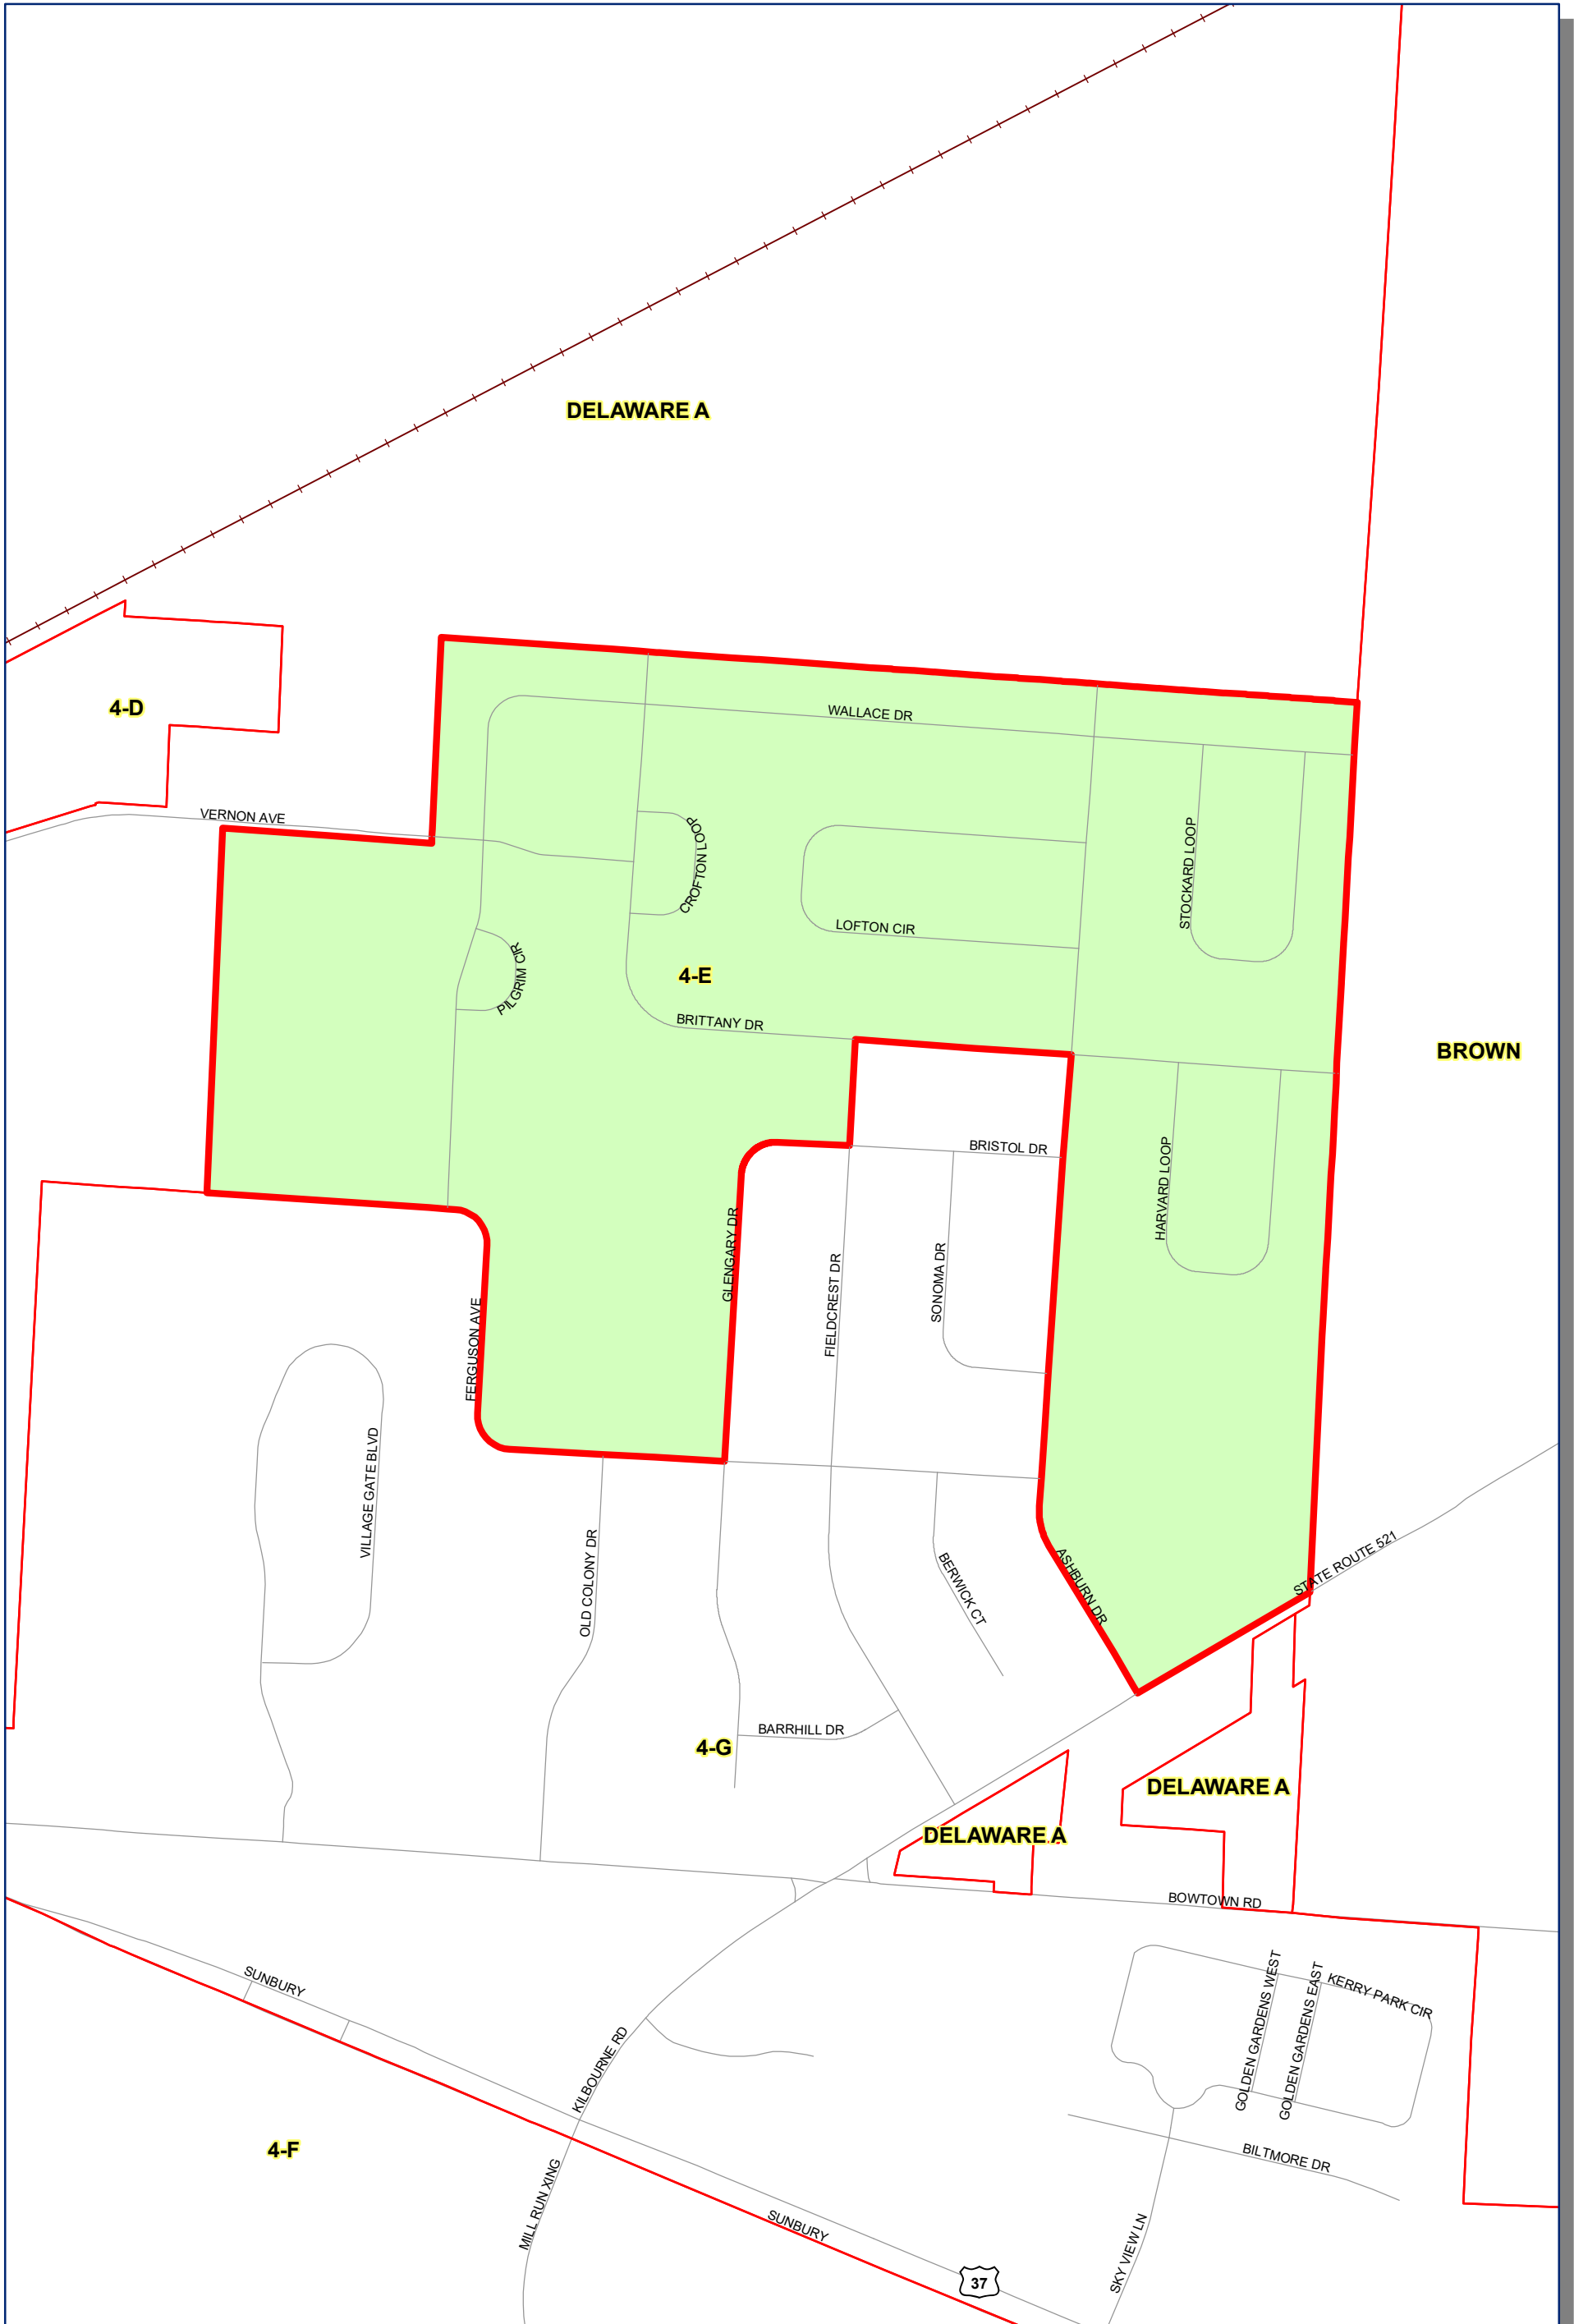 DELAWARE A
4-D
WALLACE DR
VERNON AVE
CROFTON LOOP
STOCKARD LOOP
LOFTON CIR
PILGRIM CIR
4-E
BRITTANY DR
BROWN
BRISTOL DR
HARVARD LOOP
GLENGARY DR
FIELDCREST DR
SONOMA DR
FERGUSON AVE
VILLAGE GATE BLVD
OLD COLONY DR
BERWICK CT
ASHBURN DR
STATE ROUTE 521
4-G
BARRHILL DR
DELAWARE A
DELAWARE A
BOWTOWN RD
SUNBURY
KILBOURNE RD
GOLDEN GARDENS WEST
GOLDEN GARDENS EAST
KERRY PARK CIR
4-F
BILTMORE DR
MILL RUN XING
SUNBURY
SKY VIEW LN
37